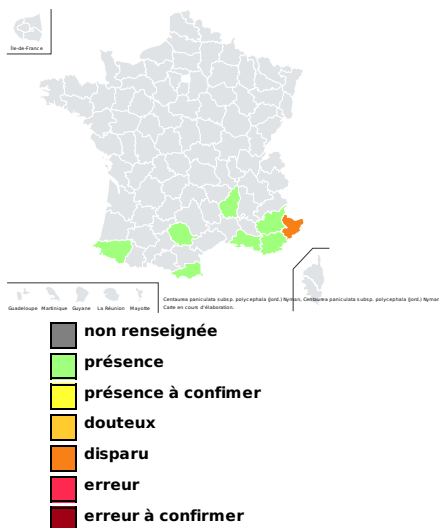 Île-de-France
Guadeloupe Martinique Guyane La Réunion Mayotte
Centaurea paniculata subsp. polycephala (Jord.) Nyman, Centaurea paniculata subsp. polycephala (Jord.) Nyman
Carte en cours d'élaboration.
non renseignée
présence
présence à confimer
douteux
disparu
erreur
erreur à confirmer